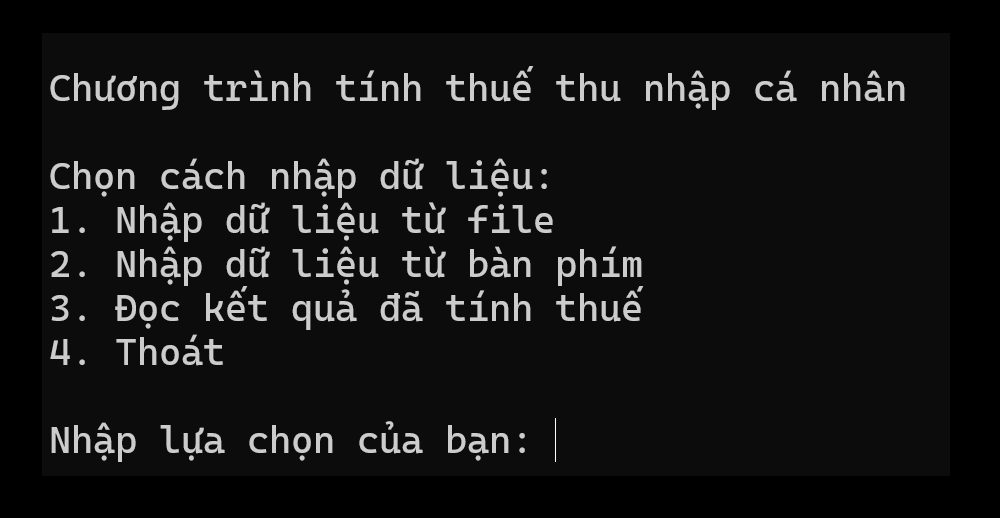 Chương trình tính thuế thu nhập cá nhân
Chọn cách nhập dữ liệu:
1. Nhập dữ liệu từ file
2. Nhập dữ liệu từ bàn phím
3. Đọc kết quả đã tính thuế
4. Thoát
Nhập lựa chọn của bạn: